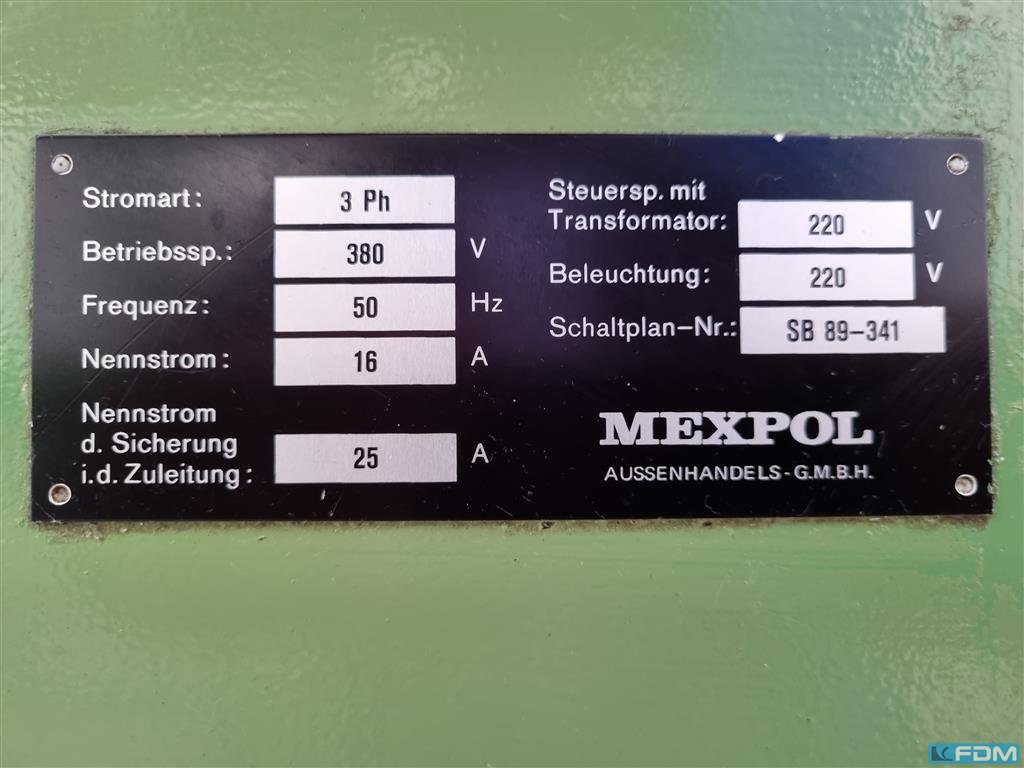 Stromart: 3 Ph
Betriebssp.: 380 V
Frequenz: 50 Hz
Nennstrom: 16 A
Nennstrom
d. Sicherung
i.d. Zuleitung: 25 A
Steuersp. mit
Transformator: 220 V
Beleuchtung: 220 V
Schaltplan-Nr.: SB 89-341
MEXPOL
AUSSENHANDELS-G.M.B.H.
FDM